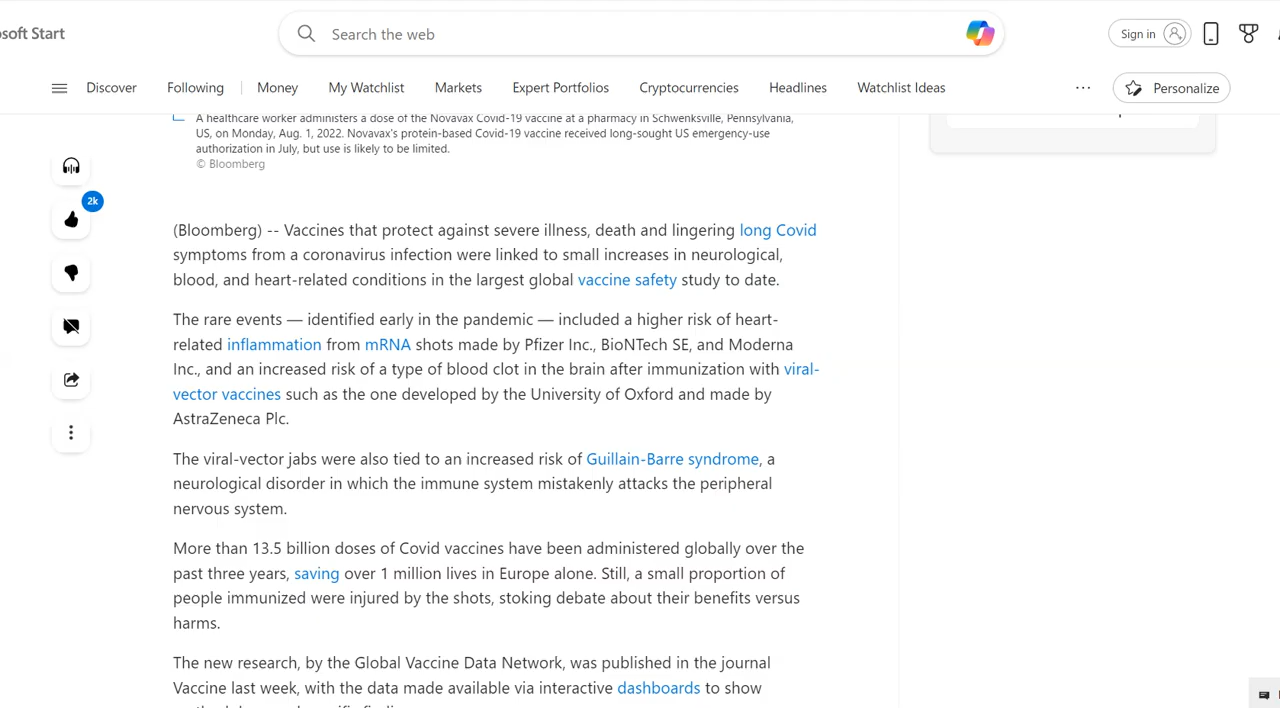 osoft Start
Search the web
Sign in
Discover Following Money My Watchlist Markets Expert Portfolios Cryptocurrencies Headlines Watchlist Ideas ... Personalize
A healthcare worker administers a dose of the Novavax Covid-19 vaccine at a pharmacy in Schwenksville, Pennsylvania,
US, on Monday, Aug. 1, 2022. Novavax's protein-based Covid-19 vaccine received long-sought US emergency-use
authorization in July, but use is likely to be limited.
© Bloomberg
2k
(Bloomberg) -- Vaccines that protect against severe illness, death and lingering long Covid
symptoms from a coronavirus infection were linked to small increases in neurological,
blood, and heart-related conditions in the largest global vaccine safety study to date.
The rare events — identified early in the pandemic — included a higher risk of heart-
related inflammation from mRNA shots made by Pfizer Inc., BioNTech SE, and Moderna
Inc., and an increased risk of a type of blood clot in the brain after immunization with viral-
vector vaccines such as the one developed by the University of Oxford and made by
AstraZeneca Plc.
The viral-vector jabs were also tied to an increased risk of Guillain-Barre syndrome, a
neurological disorder in which the immune system mistakenly attacks the peripheral
nervous system.
More than 13.5 billion doses of Covid vaccines have been administered globally over the
past three years, saving over 1 million lives in Europe alone. Still, a small proportion of
people immunized were injured by the shots, stoking debate about their benefits versus
harms.
The new research, by the Global Vaccine Data Network, was published in the journal
Vaccine last week, with the data made available via interactive dashboards to show